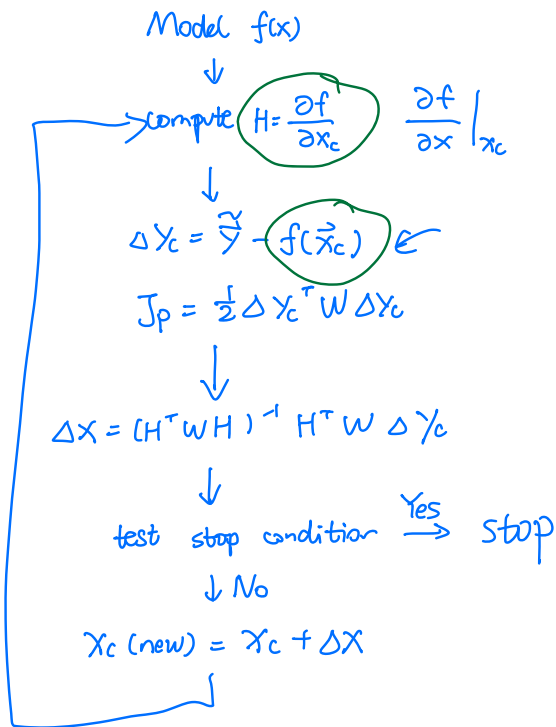 Model f(x)
↓
compute H = ∂f/∂x_c   ∂f/∂x |_{x_c}
↓
ΔY_c = ỹ⃗ - f(x⃗_c) ←
J_p = 1/2 ΔY_c^T W ΔY_c
↓
ΔX = (H^T W H)^{-1} H^T W ΔY_c
↓
test stop condition Yes → stop
↓ No
x_c (new) = x_c + ΔX